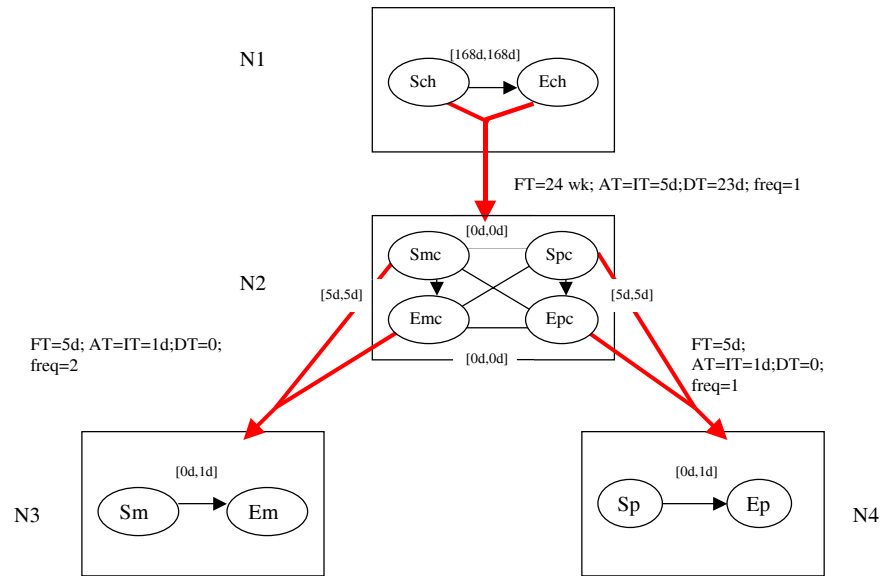 N1
[168d,168d]
Sch
Ech
FT=24 wk; AT=IT=5d;DT=23d; freq=1
N2
[0d,0d]
Smc
Spc
[5d,5d]
[5d,5d]
Emc
Epc
[0d,0d]
FT=5d; AT=IT=1d;DT=0;
freq=2
FT=5d;
AT=IT=1d;DT=0;
freq=1
N3
[0d,1d]
Sm
Em
[0d,1d]
Sp
Ep
N4